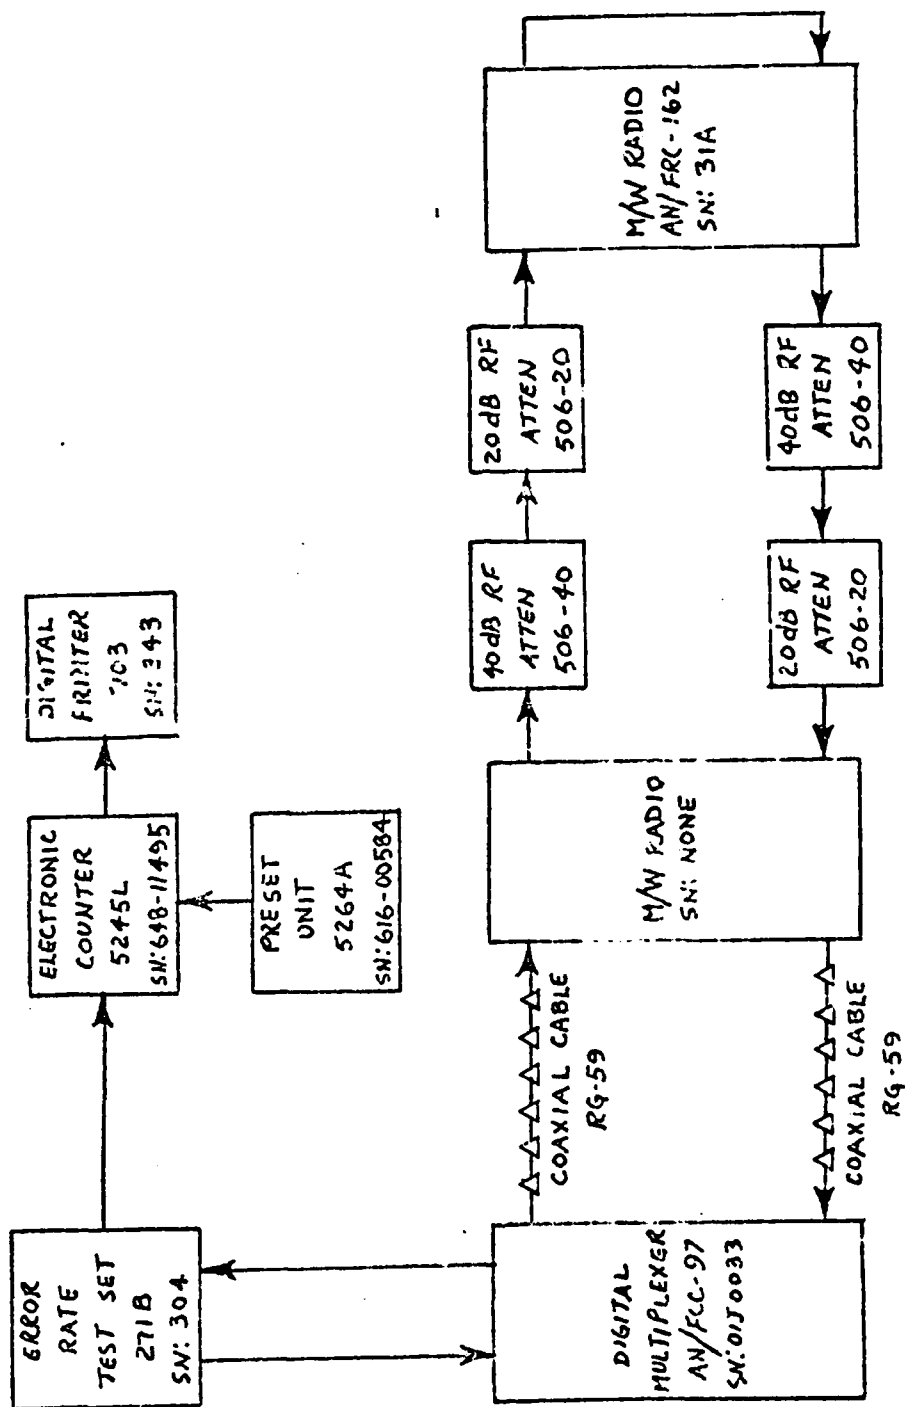 ERROR
RATE
TEST SET
271B
SN: 304
ELECTRONIC
COUNTER
5245L
SN:648-11495
DIGITAL
SN: 343
PRESET
UNIT
5264A
SN:616-00584
DIGITAL
MULTIPLEXER
AN/FCC-97
SN:01J0033
COAXIAL CABLE
RG-59
COAXIAL CABLE
RG-59
M/W RADIO
SN: NONE
40dB RF
ATTEN
506-40
20dB RF
ATTEN
506-20
20dB RF
ATTEN
506-20
40dB RF
ATTEN
506-40
M/W RADIO
AN/FRC-162
SN: 31A